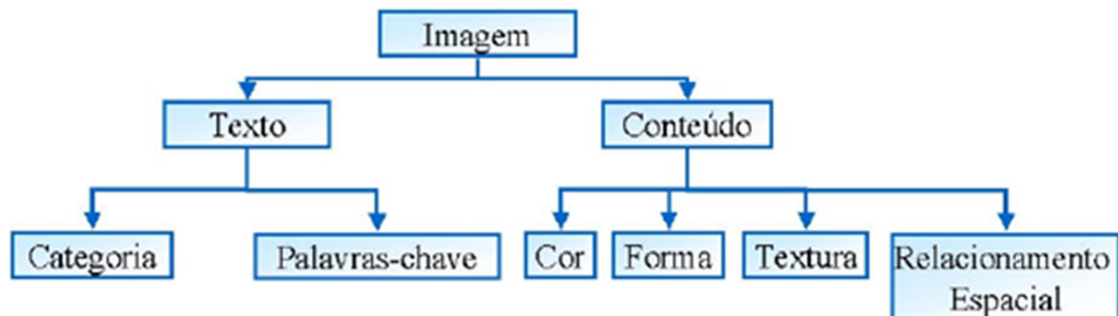 Imagem
Texto
Conteúdo
Categoria
Palavras-chave
Cor
Forma
Textura
Relacionamento
Espacial